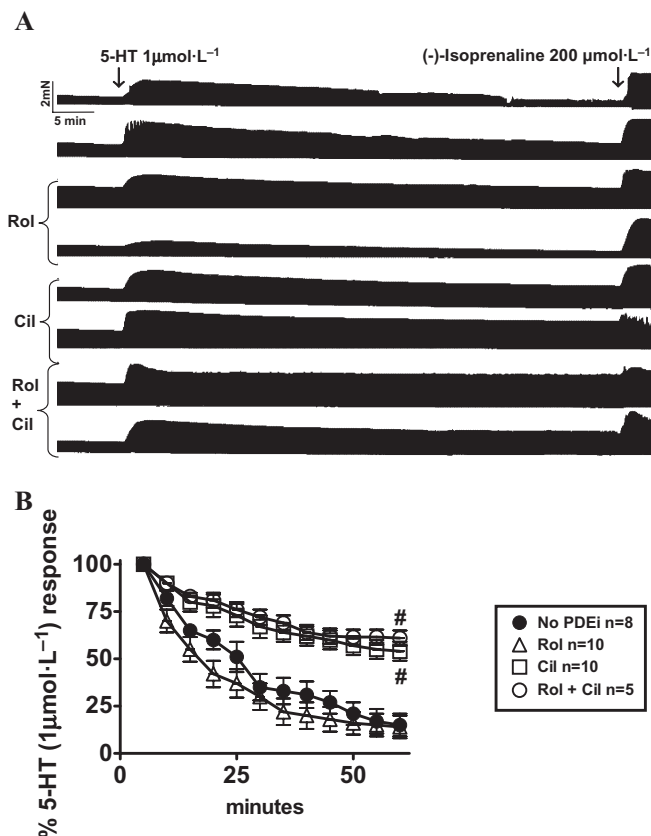 A
5-HT 1μmol·L⁻¹
(-)-Isoprenaline 200 μmol·L⁻¹
2mN
5 min
Rol
Cil
Rol
+
Cil
B
% 5-HT (1μmol·L⁻¹) response
100
75
50
25
0
#
#
0
25
50
minutes
No PDEi n=8
Rol n=10
Cil n=10
Rol + Cil n=5